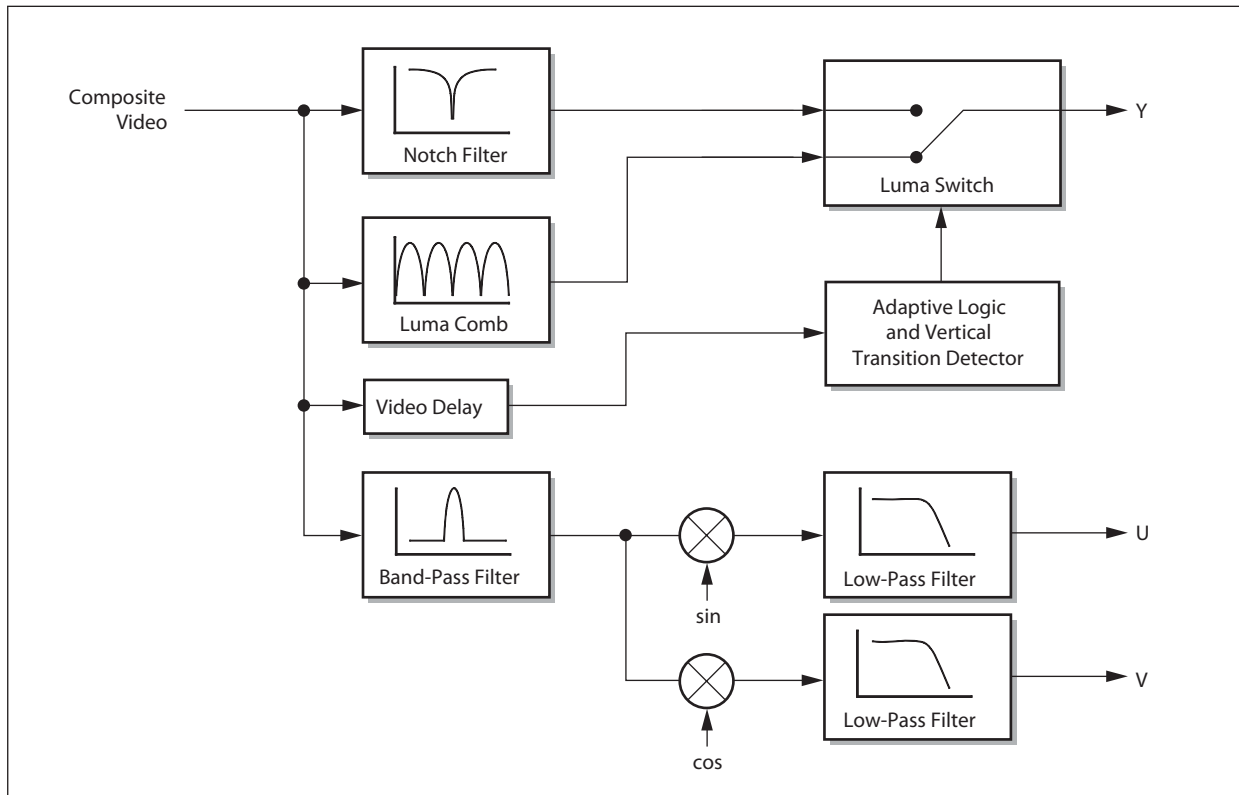 Composite
Video
Notch Filter
Luma Switch
Y
Luma Comb
Adaptive Logic
and Vertical
Transition Detector
Video Delay
Band-Pass Filter
sin
Low-Pass Filter
U
cos
Low-Pass Filter
V